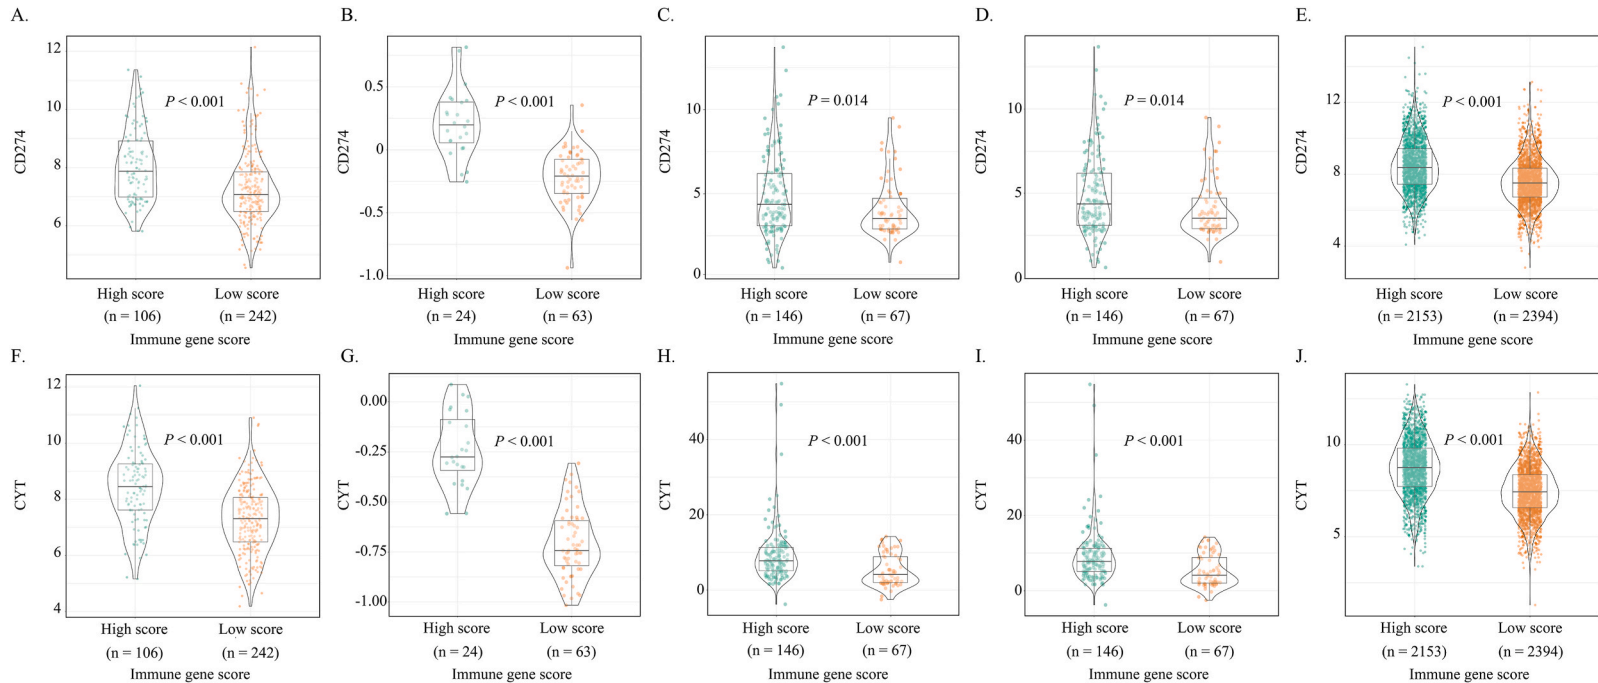 A.
B.
C.
D.
E.
12
10
8
6
CD274
P < 0.001
High score
Low score
(n = 106)
(n = 242)
Immune gene score
0.5
0
-0.5
-1.0
CD274
P < 0.001
High score
Low score
(n = 24)
(n = 63)
Immune gene score
10
5
0
CD274
P = 0.014
High score
Low score
(n = 146)
(n = 67)
Immune gene score
10
5
0
CD274
P = 0.014
High score
Low score
(n = 146)
(n = 67)
Immune gene score
12
8
4
CD274
P < 0.001
High score
Low score
(n = 2153)
(n = 2394)
Immune gene score
F.
G.
H.
I.
J.
12
10
8
6
4
CYT
P < 0.001
High score
Low score
(n = 106)
(n = 242)
Immune gene score
0.00
-0.25
-0.50
-0.75
-1.00
CYT
P < 0.001
High score
Low score
(n = 24)
(n = 63)
Immune gene score
40
20
0
CYT
P < 0.001
High score
Low score
(n = 146)
(n = 67)
Immune gene score
40
20
0
CYT
P < 0.001
High score
Low score
(n = 146)
(n = 67)
Immune gene score
10
5
CYT
P < 0.001
High score
Low score
(n = 2153)
(n = 2394)
Immune gene score